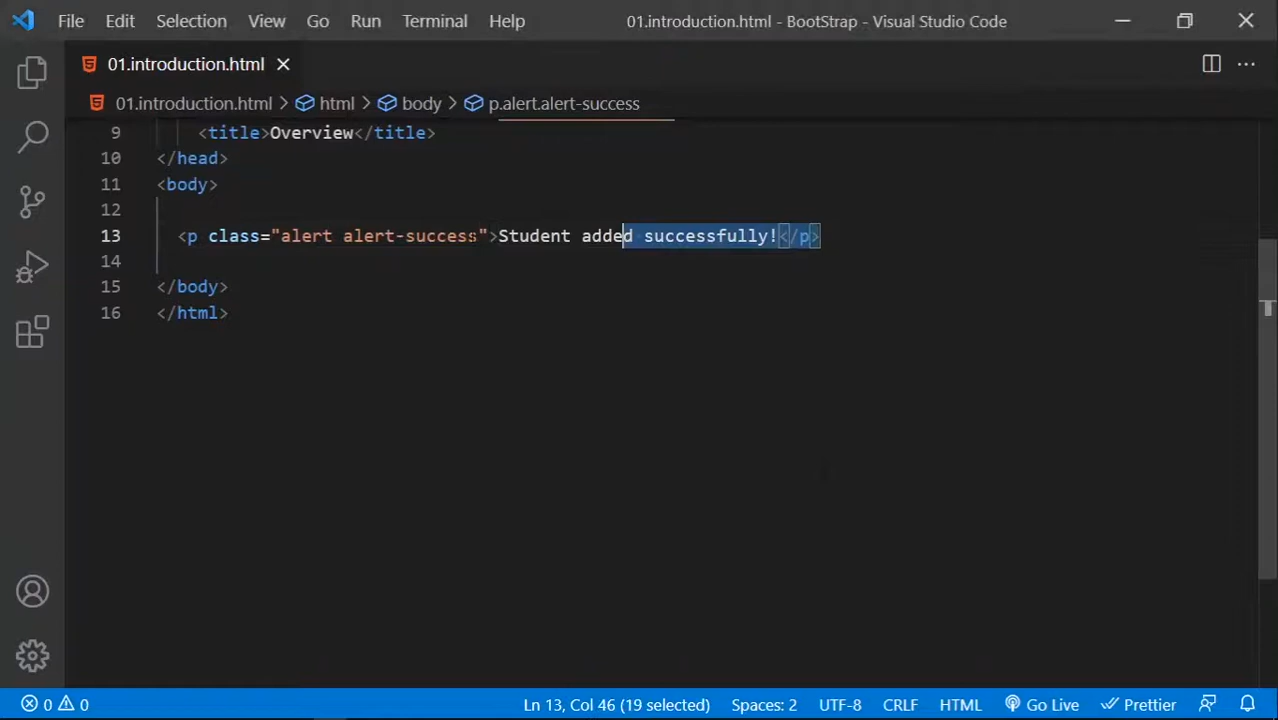 File Edit Selection View Go Run Terminal Help 01.introduction.html - BootStrap - Visual Studio Code
01.introduction.html
01.introduction.html > html > body > p.alert.alert-success
9 <title>Overview</title>
10 </head>
11 <body>
12
13 <p class="alert alert-success">Student added successfully!</p>
14
15 </body>
16 </html>
0 0 Ln 13, Col 46 (19 selected) Spaces: 2 UTF-8 CRLF HTML Go Live Prettier